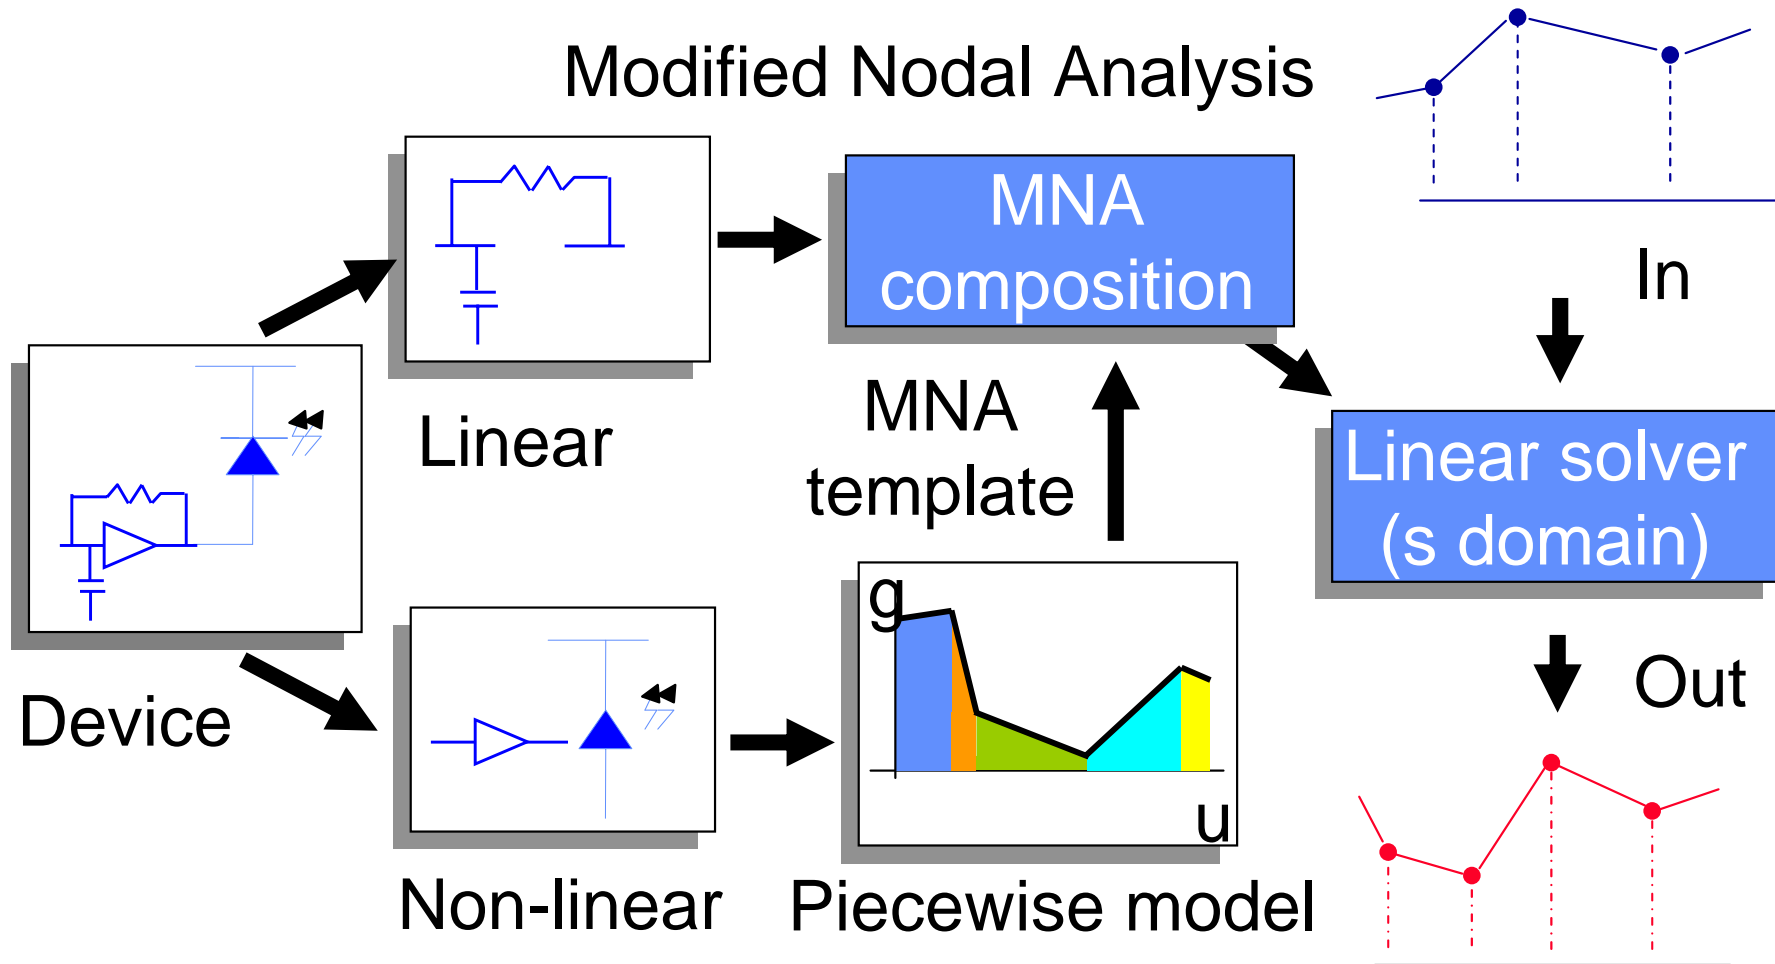 Modified Nodal Analysis
MNA
composition
In
Linear
MNA
template
Linear solver
(s domain)
g
u
Device
Out
Non-linear
Piecewise model